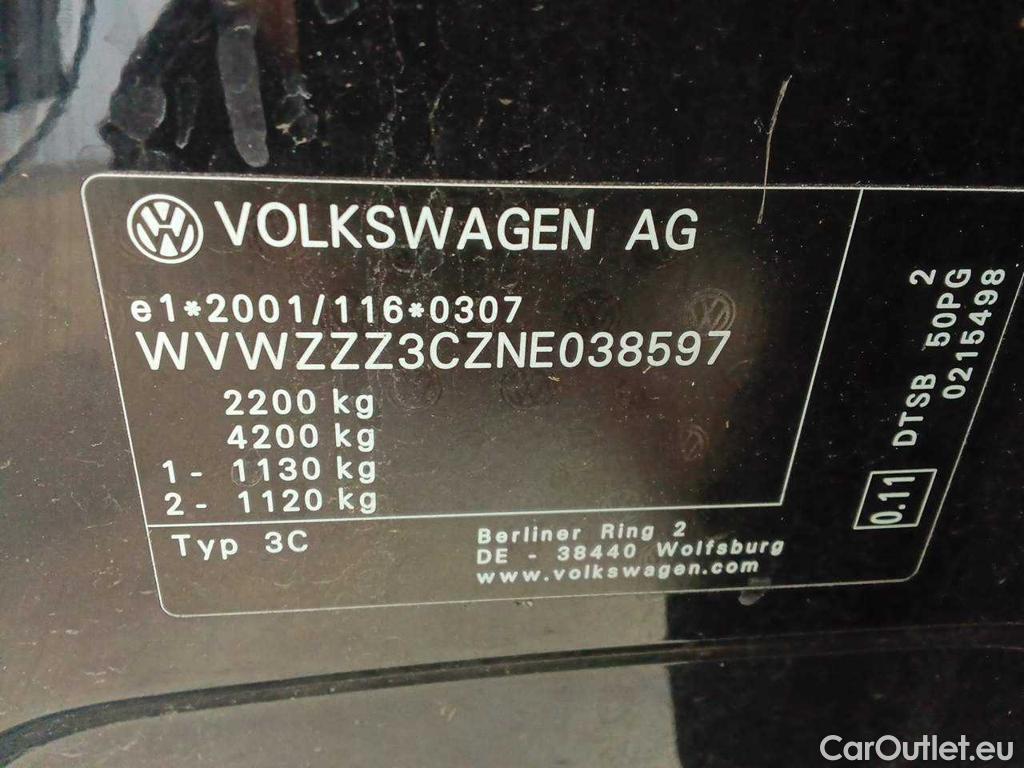 VOLKSWAGEN AG
e1*2001/116*0307
WVWZZZ3CZNE038597
2200 kg
4200 kg
1- 1130 kg
2- 1120 kg
Typ 3C
Berliner Ring 2
DE - 38440 Wolfsburg
www.volkswagen.com
0.11
DTSB 50PG 2
0215498
CarOutlet.eu